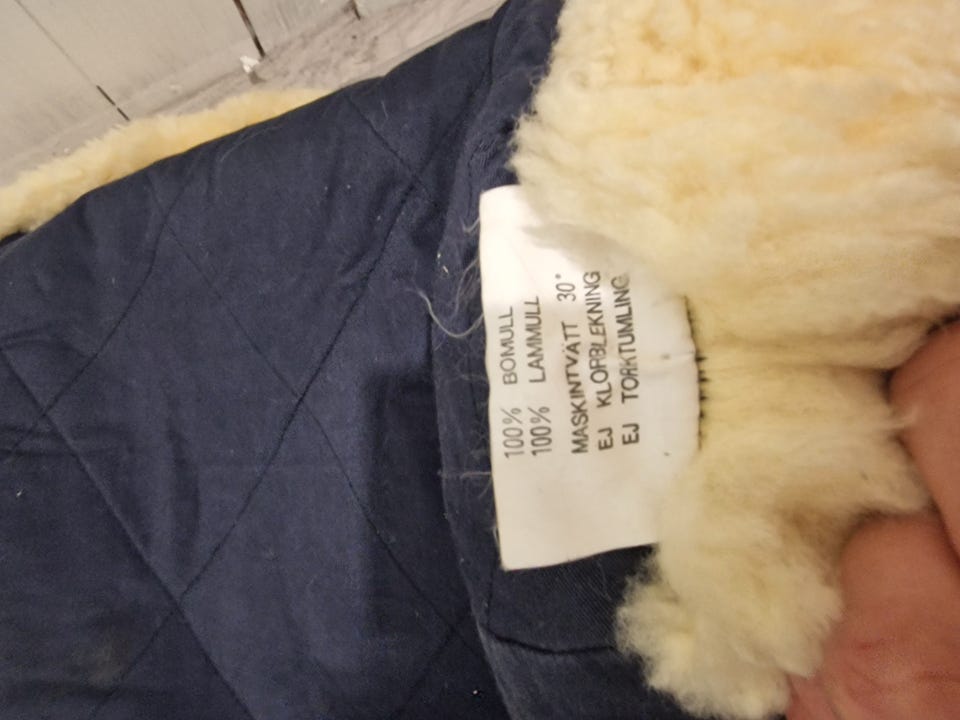 100% BOMULL
100% LAMMULL
MASKINTVÄTT 30°
EJ KLORBLEKNING
EJ TORKTUMLING